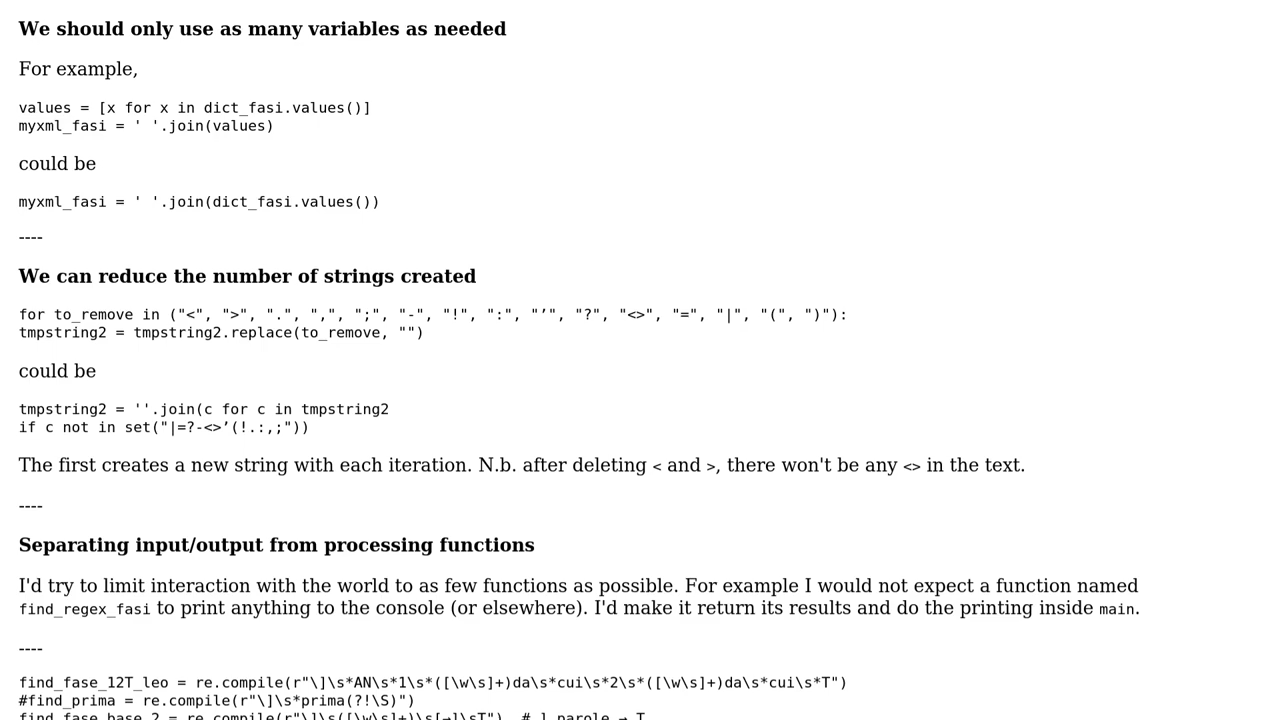 We should only use as many variables as needed
For example,
values = [x for x in dict_fasi.values()]
myxml_fasi = ' '.join(values)
could be
myxml_fasi = ' '.join(dict_fasi.values())
----
We can reduce the number of strings created
for to_remove in ("<", ">", ".", ",", ";", "-", "!", ":", "’", "?", "<>", "=", "|", "(", ")"):
tmpstring2 = tmpstring2.replace(to_remove, "")
could be
tmpstring2 = ''.join(c for c in tmpstring2
if c not in set("|=?-<>’(!.:,;"))
The first creates a new string with each iteration. N.b. after deleting < and >, there won't be any <> in the text.
----
Separating input/output from processing functions
I'd try to limit interaction with the world to as few functions as possible. For example I would not expect a function named
find_regex_fasi to print anything to the console (or elsewhere). I'd make it return its results and do the printing inside main.
----
find_fase_12T_leo = re.compile(r"\]\s*AN\s*1\s*([\w\s]+)da\s*cui\s*2\s*([\w\s]+)da\s*cui\s*T")
#find_prima = re.compile(r"\]\s*prima(?!\S)")
find_fase_base_2 = re.compile(r"\]\s([\w\s]+)\s[→]\sT") # ] parole → T